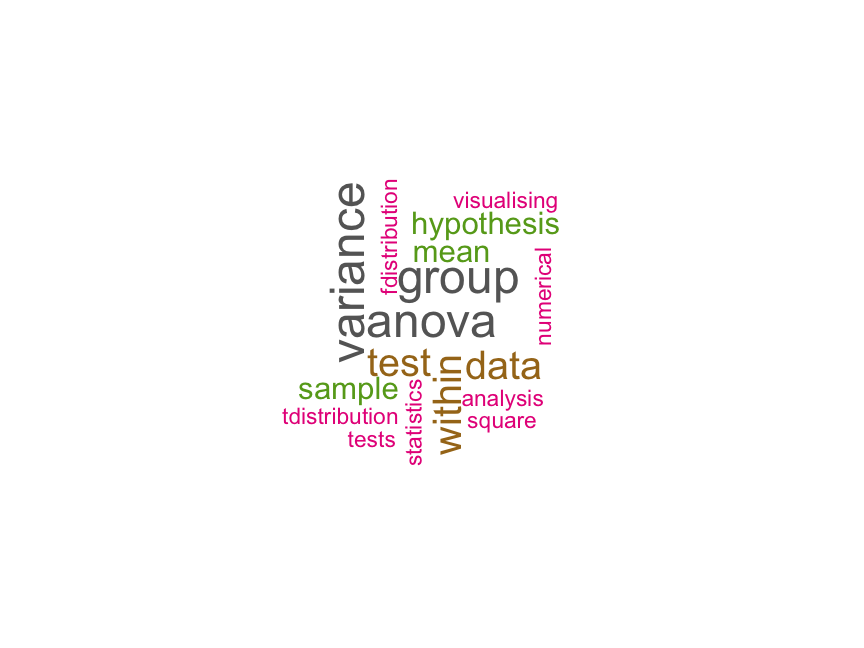 variance
fdistribution
visualising
hypothesis
mean
group
numerical
anova
test
data
within
sample
analysis
tdistribution
statistics
square
tests